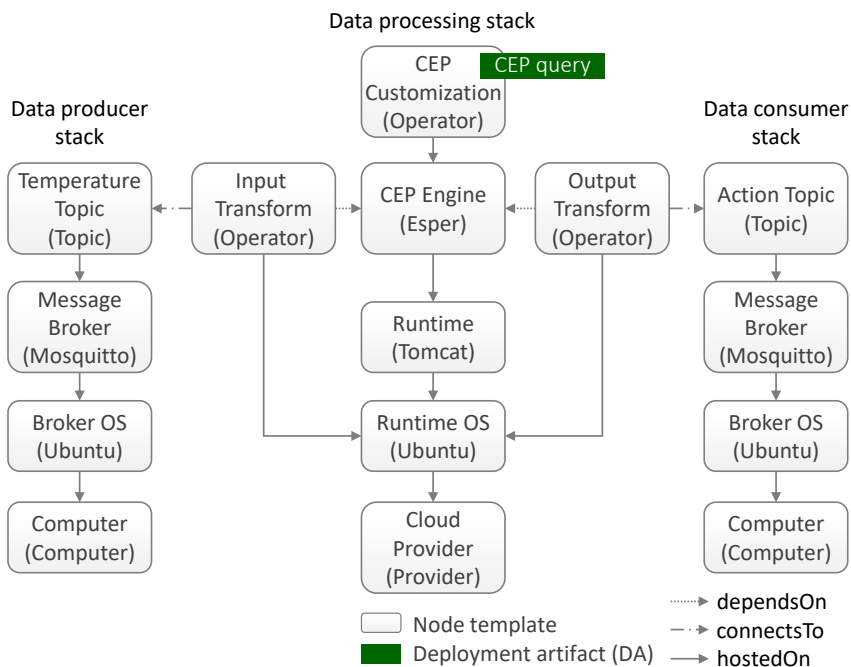 Data processing stack
CEP
Customization
(Operator)
CEP query
Data producer
stack
Data consumer
stack
Temperature
Topic
(Topic)
Input
Transform
(Operator)
CEP Engine
(Esper)
Output
Transform
(Operator)
Action Topic
(Topic)
Message
Broker
(Mosquitto)
Runtime
(Tomcat)
Message
Broker
(Mosquitto)
Broker OS
(Ubuntu)
Runtime OS
(Ubuntu)
Broker OS
(Ubuntu)
Computer
(Computer)
Cloud
Provider
(Provider)
Computer
(Computer)
Node template
Deployment artifact (DA)
dependsOn
connectsTo
hostedOn